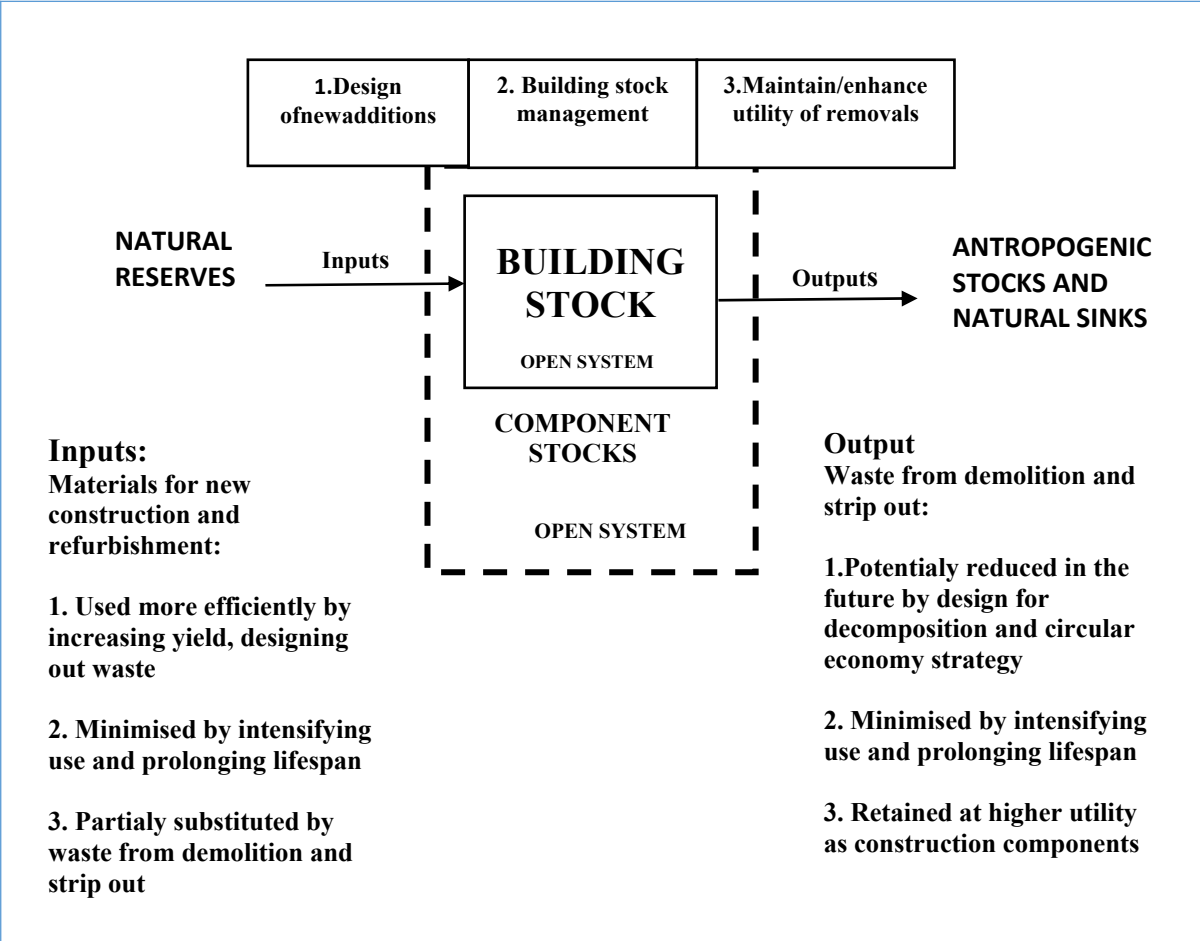 1.Design
ofnewadditions
2. Building stock
management
3.Maintain/enhance
utility of removals
NATURAL
RESERVES
Inputs
BUILDING
STOCK
OPEN SYSTEM
Outputs
ANTROPOGENIC
STOCKS AND
NATURAL SINKS
COMPONENT
STOCKS
OPEN SYSTEM
Inputs:
Materials for new
construction and
refurbishment:
1. Used more efficiently by
increasing yield, designing
out waste
2. Minimised by intensifying
use and prolonging lifespan
3. Partialy substituted by
waste from demolition and
strip out
Output
Waste from demolition and
strip out:
1.Potentialy reduced in the
future by design for
decomposition and circular
economy strategy
2. Minimised by intensifying
use and prolonging lifespan
3. Retained at higher utility
as construction components